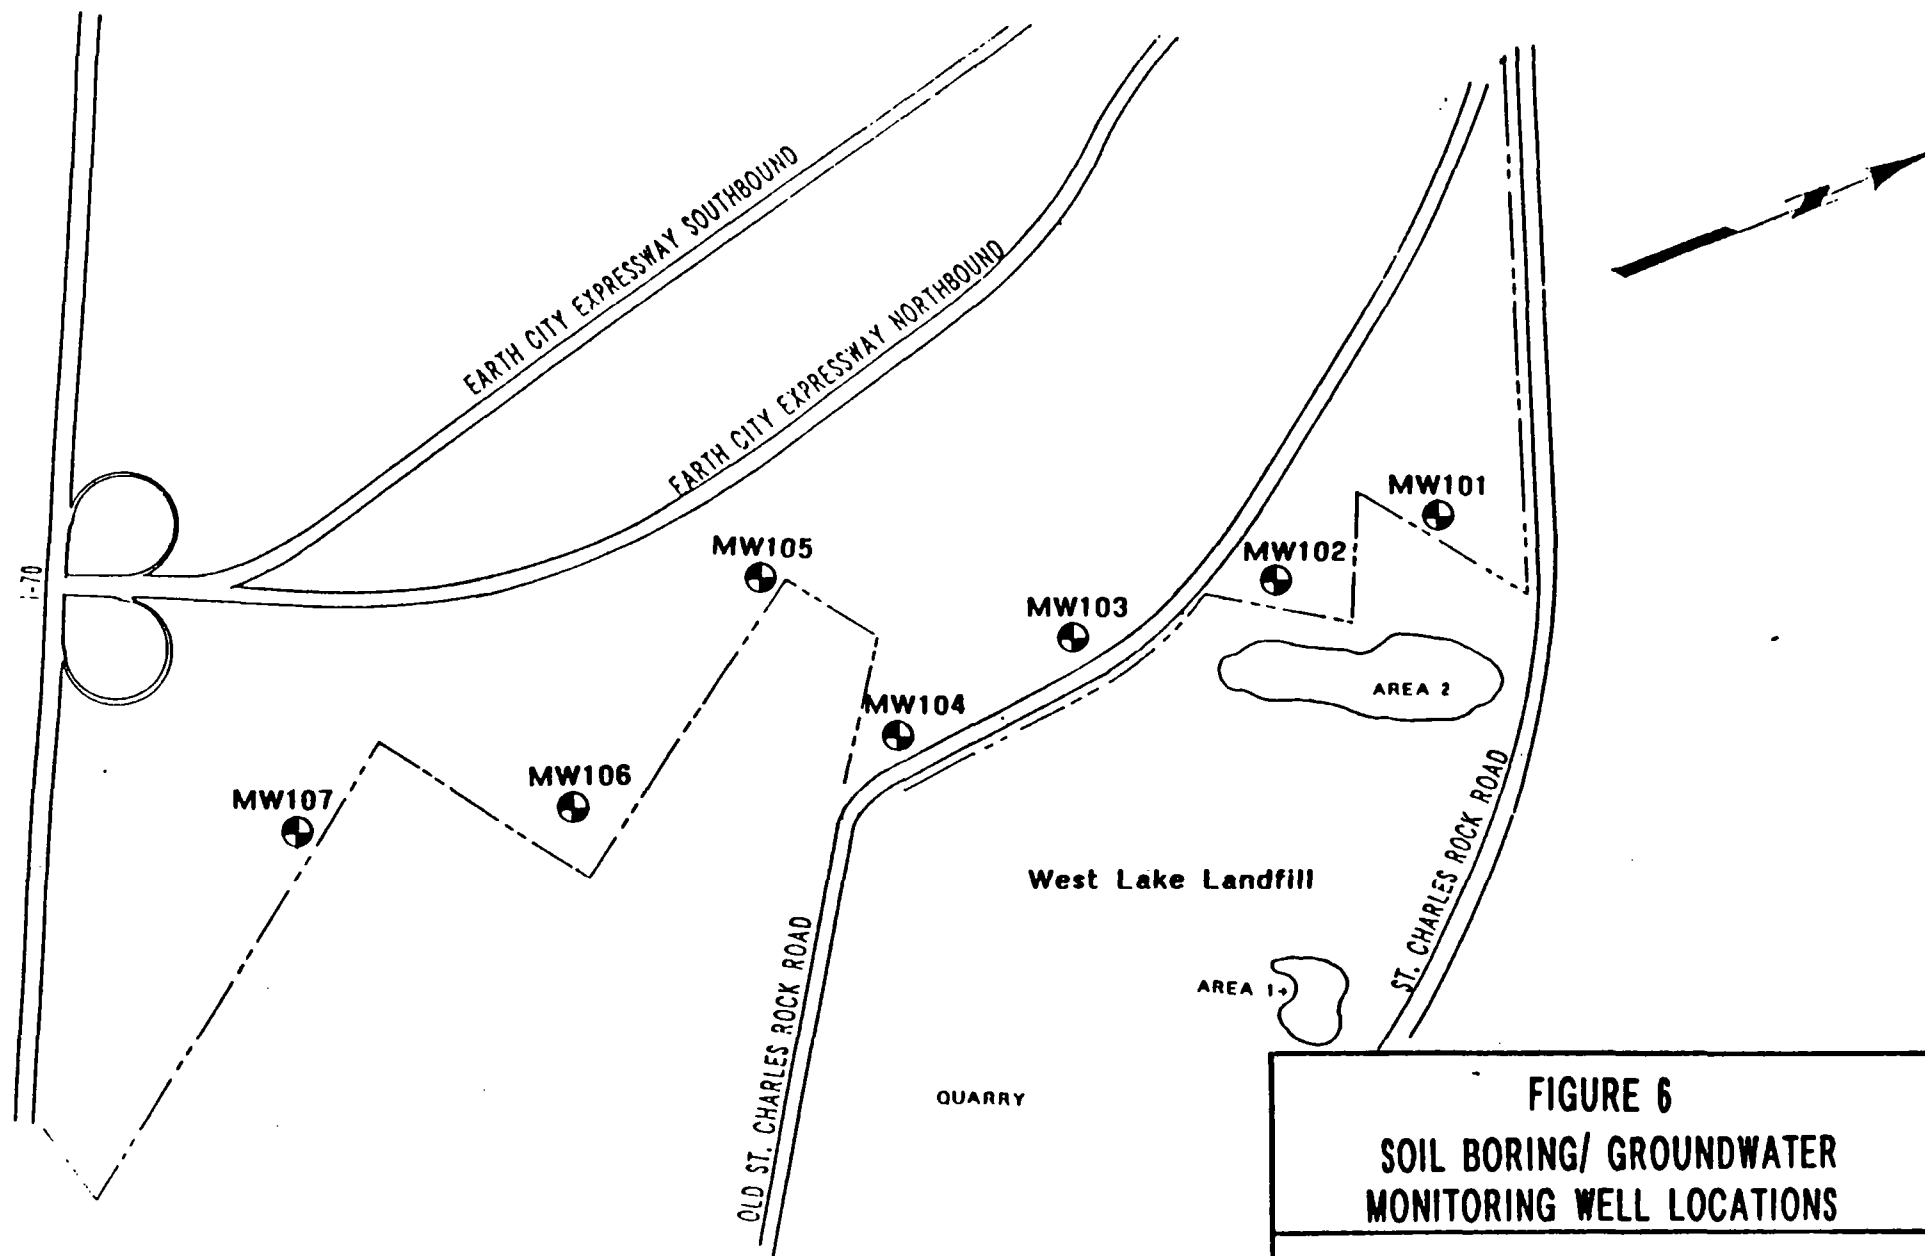 EARTH CITY EXPRESSWAY SOUTHBOUND
EARTH CITY EXPRESSWAY NORTHBOUND
I-70
MW101
MW102
MW105
MW103
MW104
MW106
MW107
AREA 2
West Lake Landfill
ST. CHARLES ROCK ROAD
OLD ST. CHARLES ROCK ROAD
AREA 1
QUARRY
FIGURE 6
SOIL BORING/ GROUNDWATER
MONITORING WELL LOCATIONS